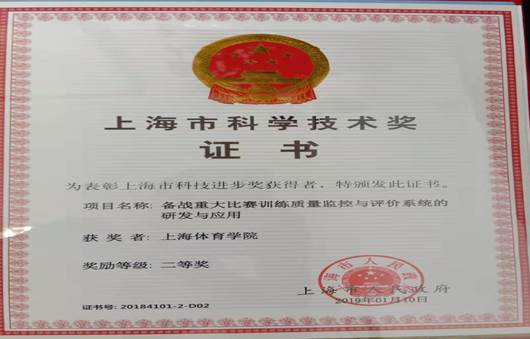 上海市科学技术奖
证书
为表彰上海市科技进步奖获得者，特颁发此证书。
项目名称：备战重大比赛训练质量监控与评价系统的
研发与应用
获奖者：上海体育学院
奖励等级：二等奖
上海市人民政府
2019年01月10日
证书号：20184101-2-D02